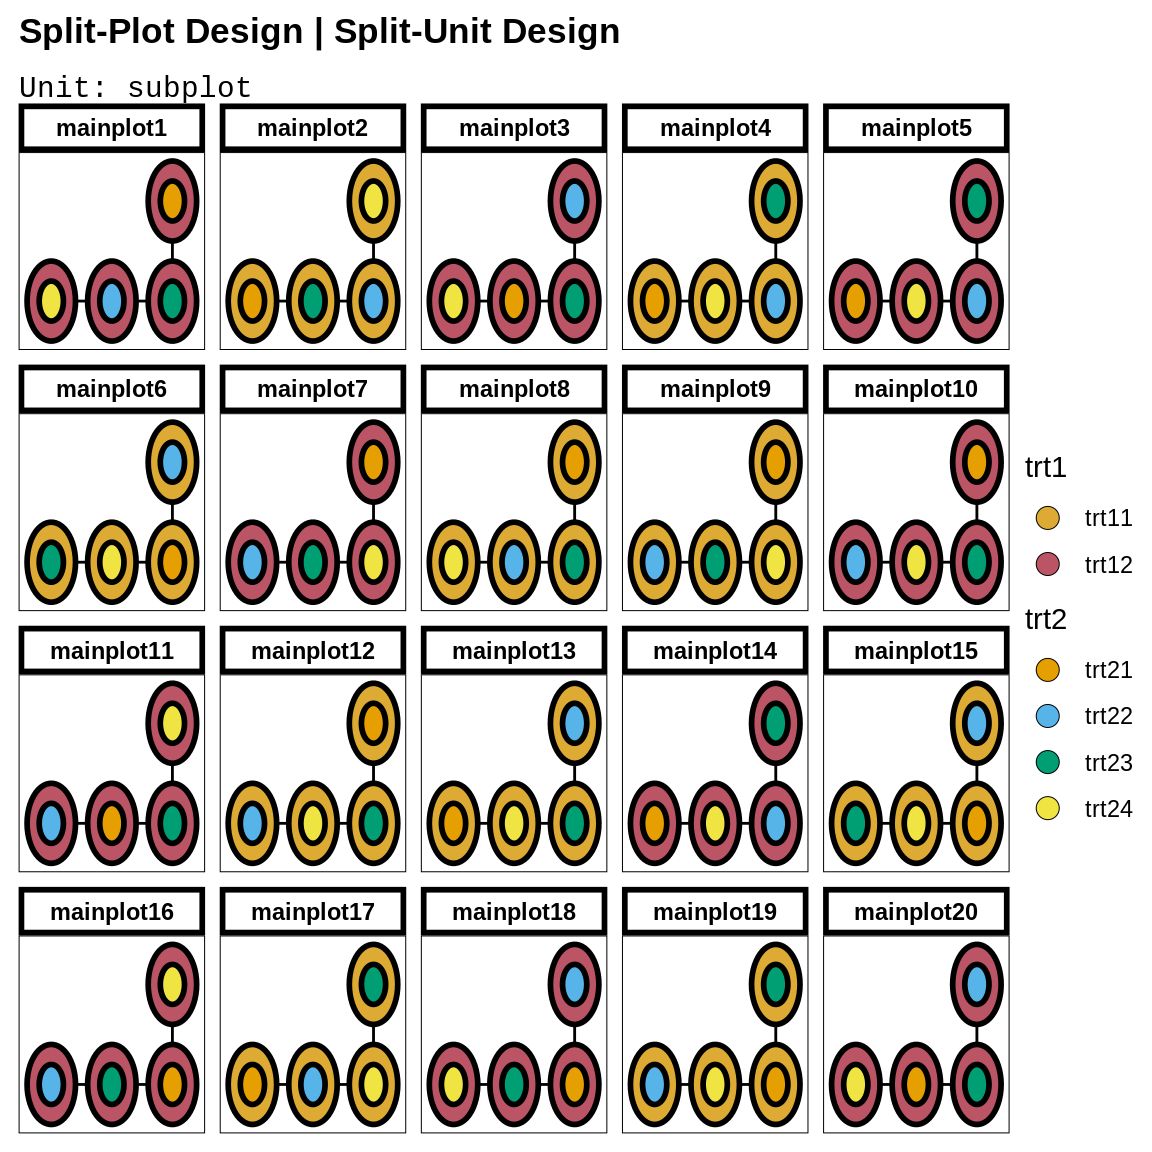 Split-Plot Design | Split-Unit Design
Unit: subplot
mainplot1 mainplot2 mainplot3 mainplot4 mainplot5
mainplot6 mainplot7 mainplot8 mainplot9 mainplot10
trt1
trt11
trt12
trt2
mainplot11 mainplot12 mainplot13 mainplot14 mainplot15
trt21
trt22
trt23
trt24
mainplot16 mainplot17 mainplot18 mainplot19 mainplot20